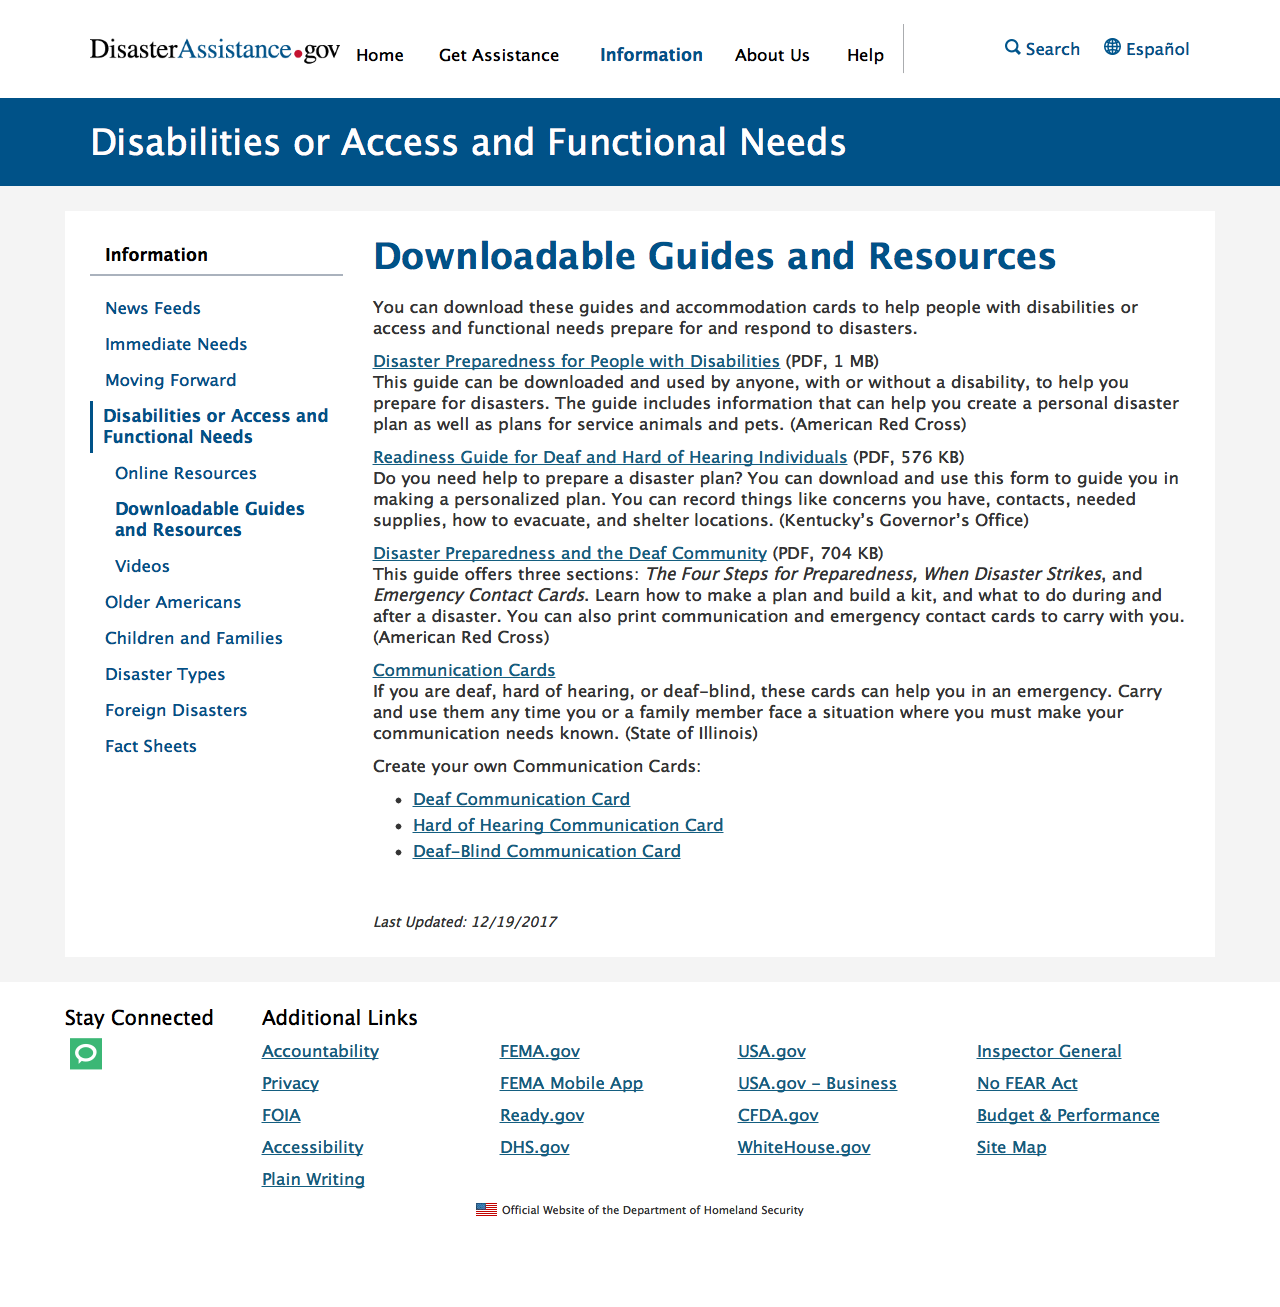 DisasterAssistance.gov
Home Get Assistance Information About Us Help
Search Español
Disabilities or Access and Functional Needs
Information
News Feeds
Immediate Needs
Moving Forward
Disabilities or Access and
Functional Needs
Online Resources
Downloadable Guides
and Resources
Videos
Older Americans
Children and Families
Disaster Types
Foreign Disasters
Fact Sheets
Downloadable Guides and Resources
You can download these guides and accommodation cards to help people with disabilities or
access and functional needs prepare for and respond to disasters.
Disaster Preparedness for People with Disabilities (PDF, 1 MB)
This guide can be downloaded and used by anyone, with or without a disability, to help you
prepare for disasters. The guide includes information that can help you create a personal disaster
plan as well as plans for service animals and pets. (American Red Cross)
Readiness Guide for Deaf and Hard of Hearing Individuals (PDF, 576 KB)
Do you need help to prepare a disaster plan? You can download and use this form to guide you in
making a personalized plan. You can record things like concerns you have, contacts, needed
supplies, how to evacuate, and shelter locations. (Kentucky’s Governor’s Office)
Disaster Preparedness and the Deaf Community (PDF, 704 KB)
This guide offers three sections: The Four Steps for Preparedness, When Disaster Strikes, and
Emergency Contact Cards. Learn how to make a plan and build a kit, and what to do during and
after a disaster. You can also print communication and emergency contact cards to carry with you.
(American Red Cross)
Communication Cards
If you are deaf, hard of hearing, or deaf-blind, these cards can help you in an emergency. Carry
and use them any time you or a family member face a situation where you must make your
communication needs known. (State of Illinois)
Create your own Communication Cards:
• Deaf Communication Card
• Hard of Hearing Communication Card
• Deaf-Blind Communication Card
Last Updated: 12/19/2017
Stay Connected
Additional Links
Accountability FEMA.gov USA.gov Inspector General
Privacy FEMA Mobile App USA.gov - Business No FEAR Act
FOIA Ready.gov CFDA.gov Budget & Performance
Accessibility DHS.gov WhiteHouse.gov Site Map
Plain Writing
Official Website of the Department of Homeland Security